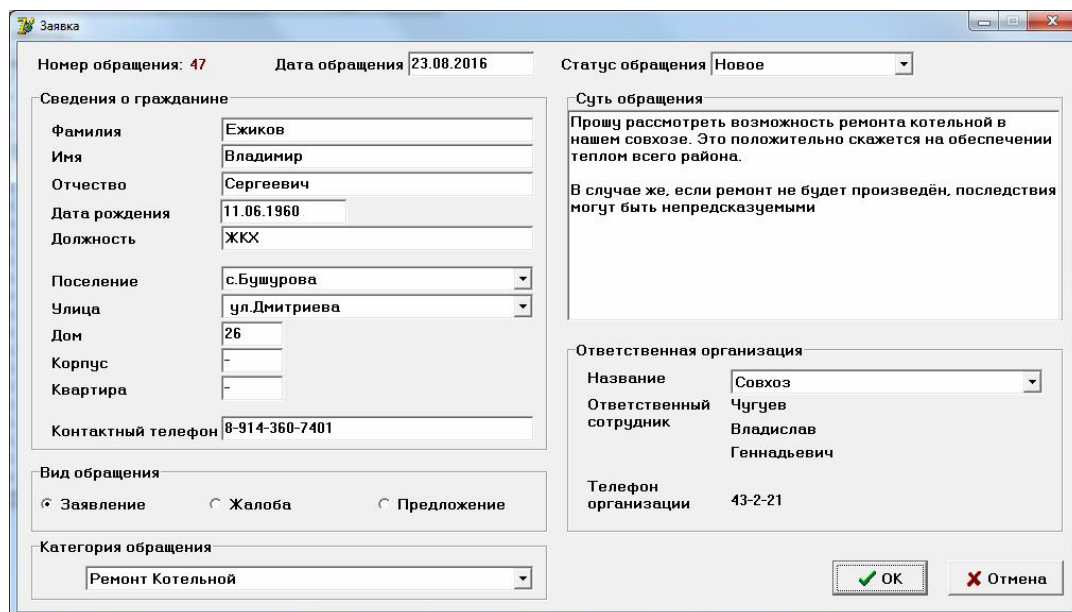 Заявка
Номер обращения: 47
Дата обращения 23.08.2016
Статус обращения Новое
Сведения о гражданине
Фамилия Ежиков
Имя Владимир
Отчество Сергеевич
Дата рождения 11.06.1960
Должность ЖКХ
Поселение с.Бушурова
Улица ул.Дмитриева
Дом 26
Корпус -
Квартира -
Контактный телефон 8-914-360-7401
Вид обращения
Заявление Жалоба Предложение
Категория обращения
Ремонт Котельной
Суть обращения
Прошу рассмотреть возможность ремонта котельной в
нашем совхозе. Это положительно скажется на обеспечении
теплом всего района.
В случае же, если ремонт не будет произведён, последствия
могут быть непредсказуемыми
Ответственная организация
Название Совхоз
Ответственный Чугуев
сотрудник
Владислав
Геннадьевич
Телефон
организации 43-2-21
OK Отмена